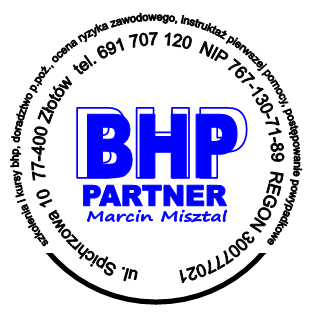 szkolenia i kursy bhp, doradztwo p.poż., ocena ryzyka zawodowego, instruktaż pierwszej pomocy, postępowanie powypadkowe
ul. Spichrzowa 10 77-400 Złotów tel. 691 707 120 NIP 767-130-71-89 REGON 300777021
BHP
PARTNER
Marcin Misztal